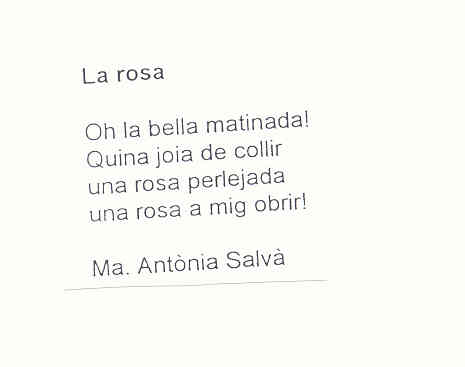 La rosa
Oh la bella matinada!
Quina joia de collir
una rosa perlejada
una rosa a mig obrir!
Ma. Antònia Salvà